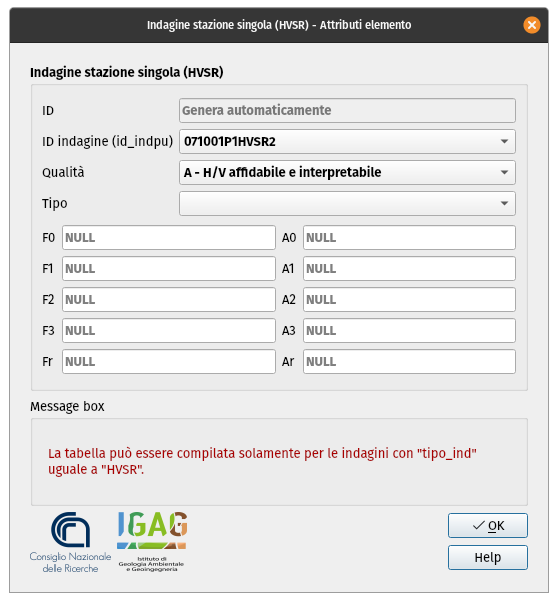 Indagine stazione singola (HVSR) - Attributi elemento
Indagine stazione singola (HVSR)
ID Genera automaticamente
ID indagine (id_indpu) 071001P1HVSR2
Qualità A - H/V affidabile e interpretabile
Tipo
F0 NULL A0 NULL
F1 NULL A1 NULL
F2 NULL A2 NULL
F3 NULL A3 NULL
Fr NULL Ar NULL
Message box
La tabella può essere compilata solamente per le indagini con "tipo_ind"
uguale a "HVSR".
IGAG
Consiglio Nazionale
delle Ricerche
Istituto di
Geologia Ambientale
e Geoingegneria
OK
Help